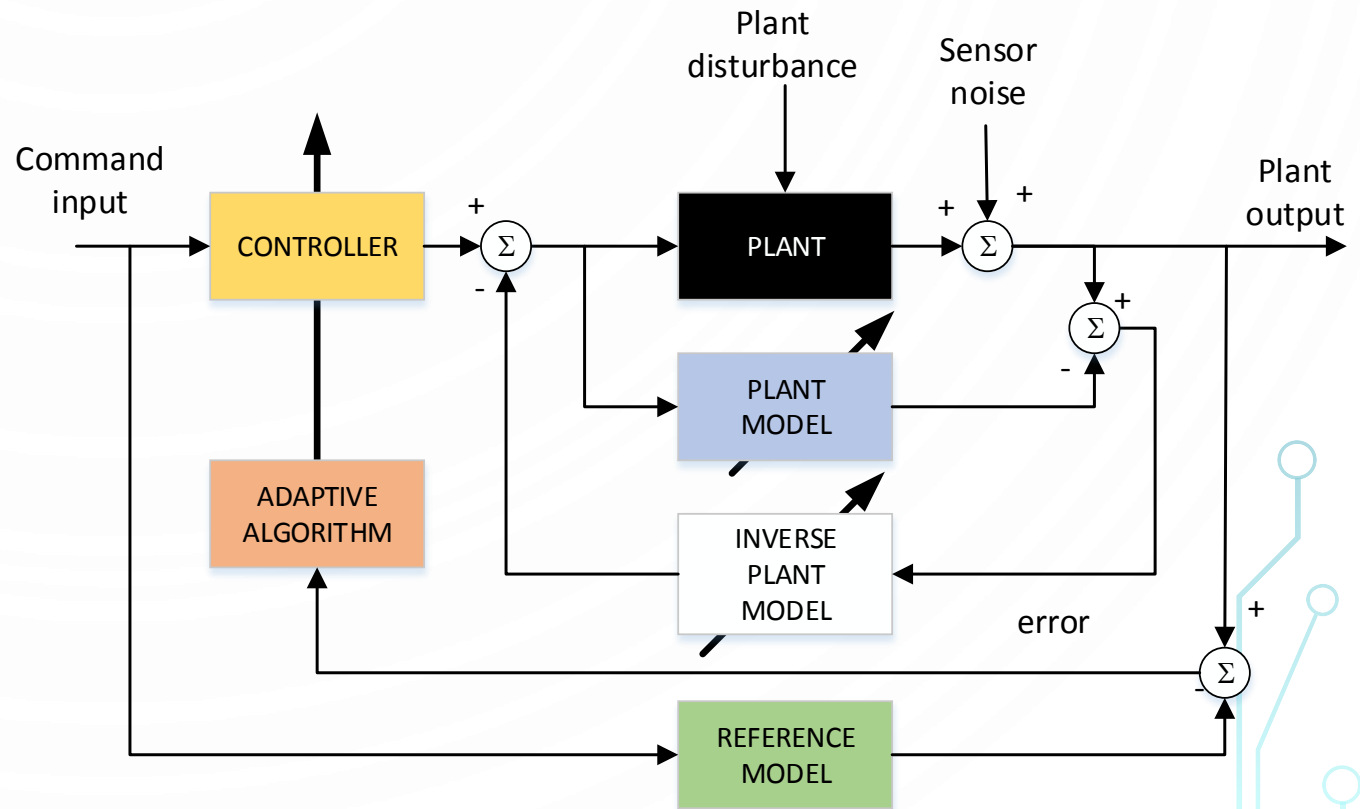 Plant
disturbance
Sensor
noise
Command
input
Plant
output
CONTROLLER
+
Σ
-
PLANT
+
+
Σ
+
Σ
-
PLANT
MODEL
ADAPTIVE
ALGORITHM
INVERSE
PLANT
MODEL
error
+
Σ
-
REFERENCE
MODEL